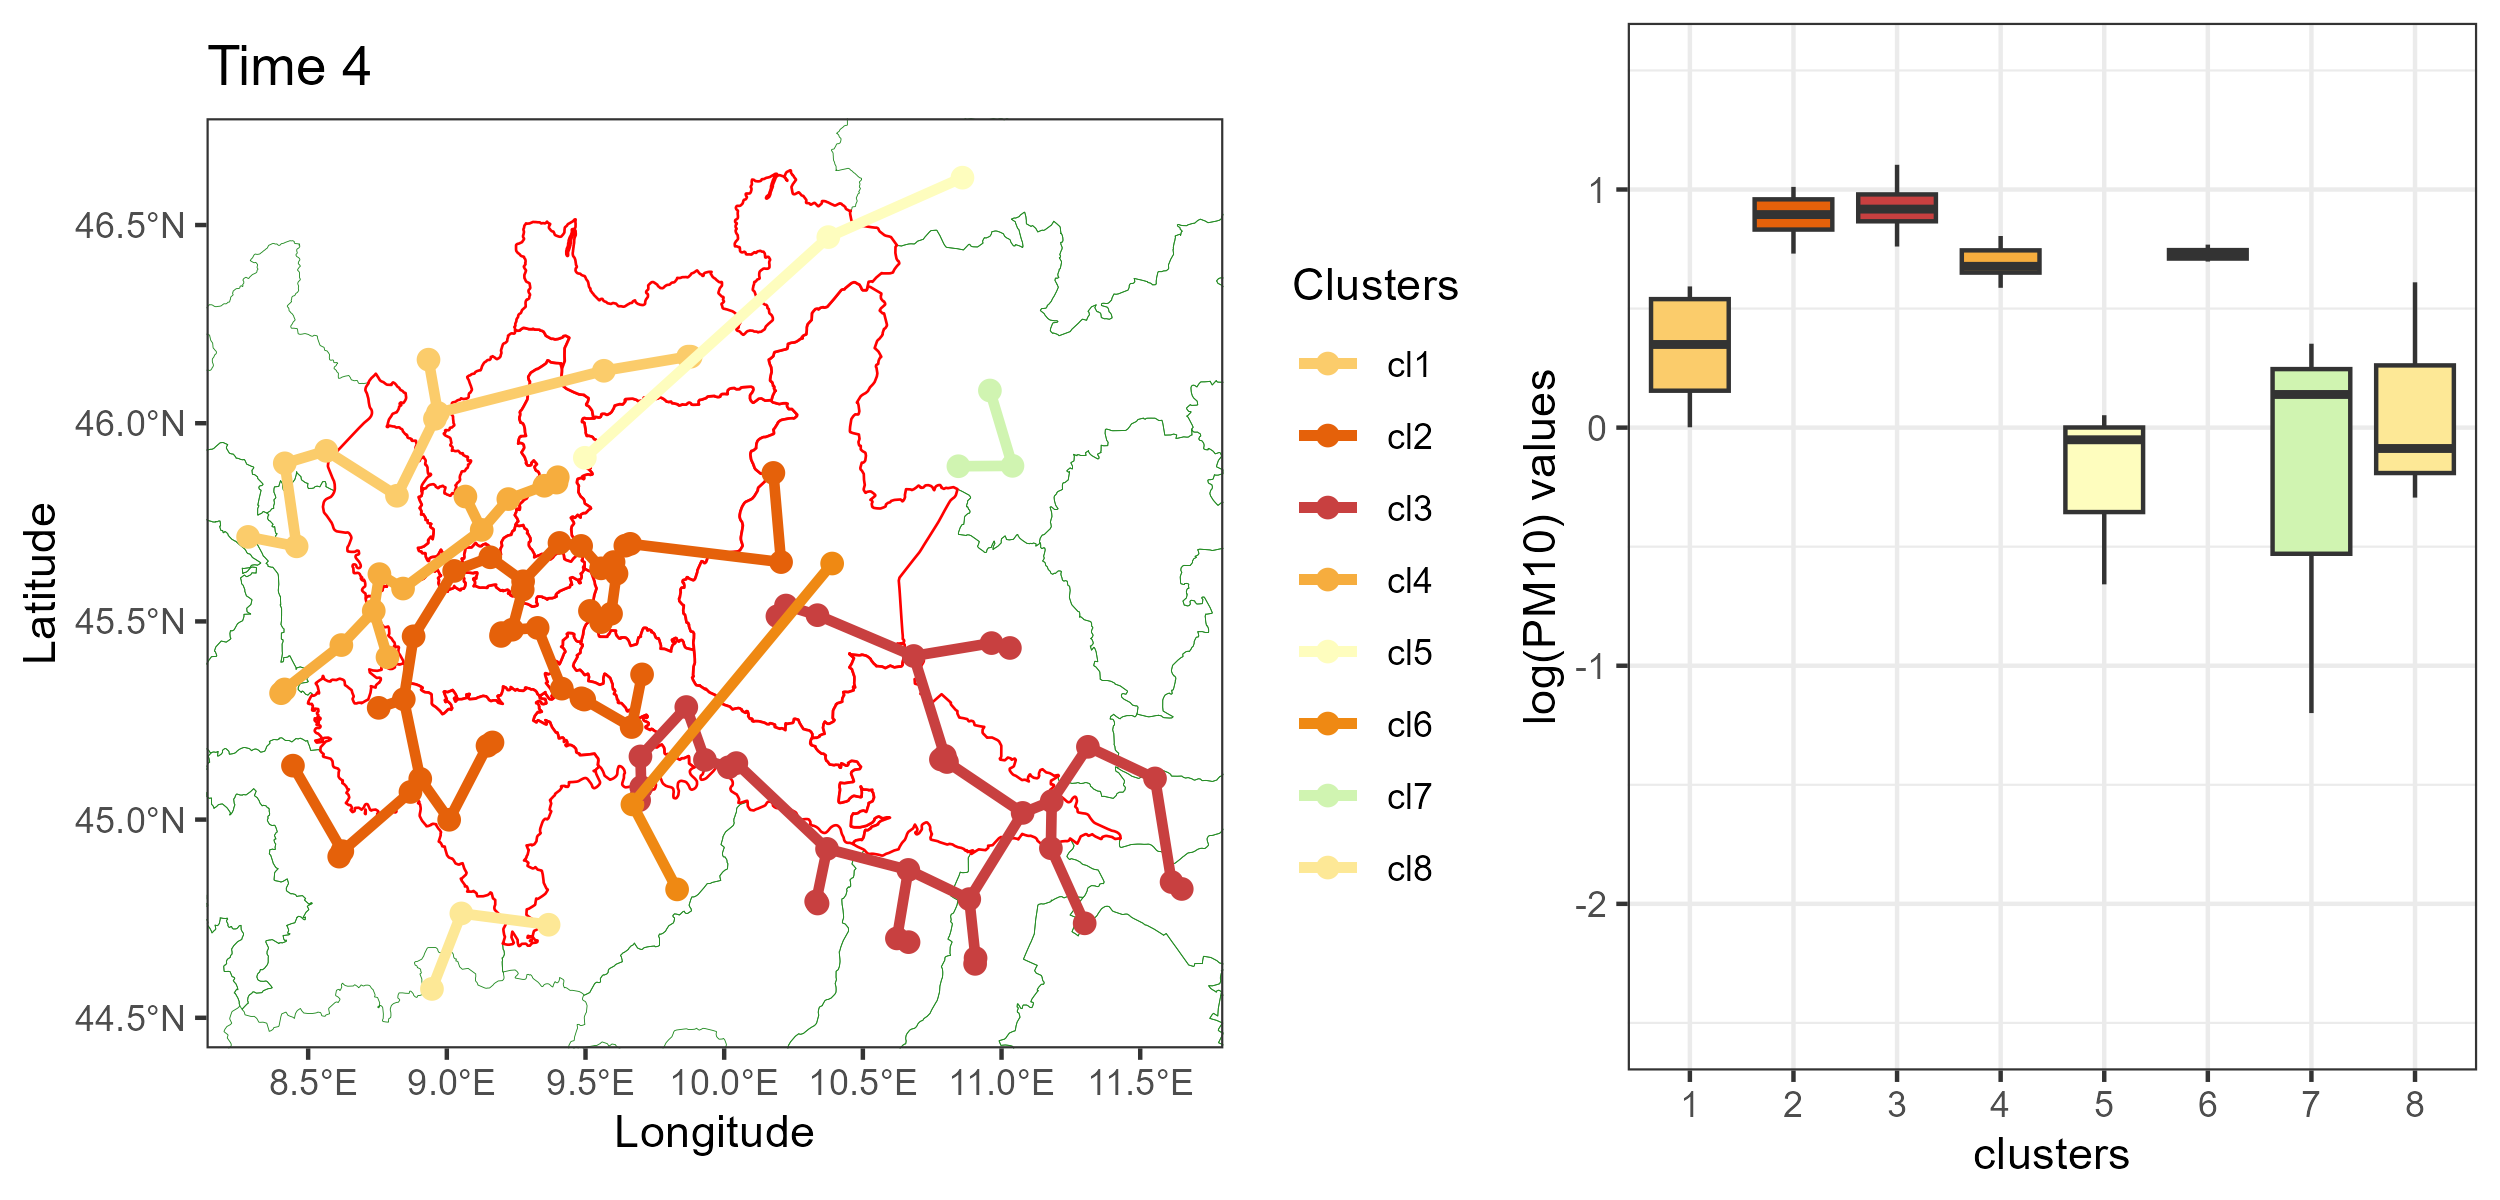 Time 4
46.5°N
46.0°N
45.5°N
45.0°N
44.5°N
Latitude
8.5°E 9.0°E 9.5°E 10.0°E 10.5°E 11.0°E 11.5°E
Longitude
Clusters
cl1
cl2
cl3
cl4
cl5
cl6
cl7
cl8
1
0
-1
-2
log(PM10) values
1 2 3 4 5 6 7 8
clusters